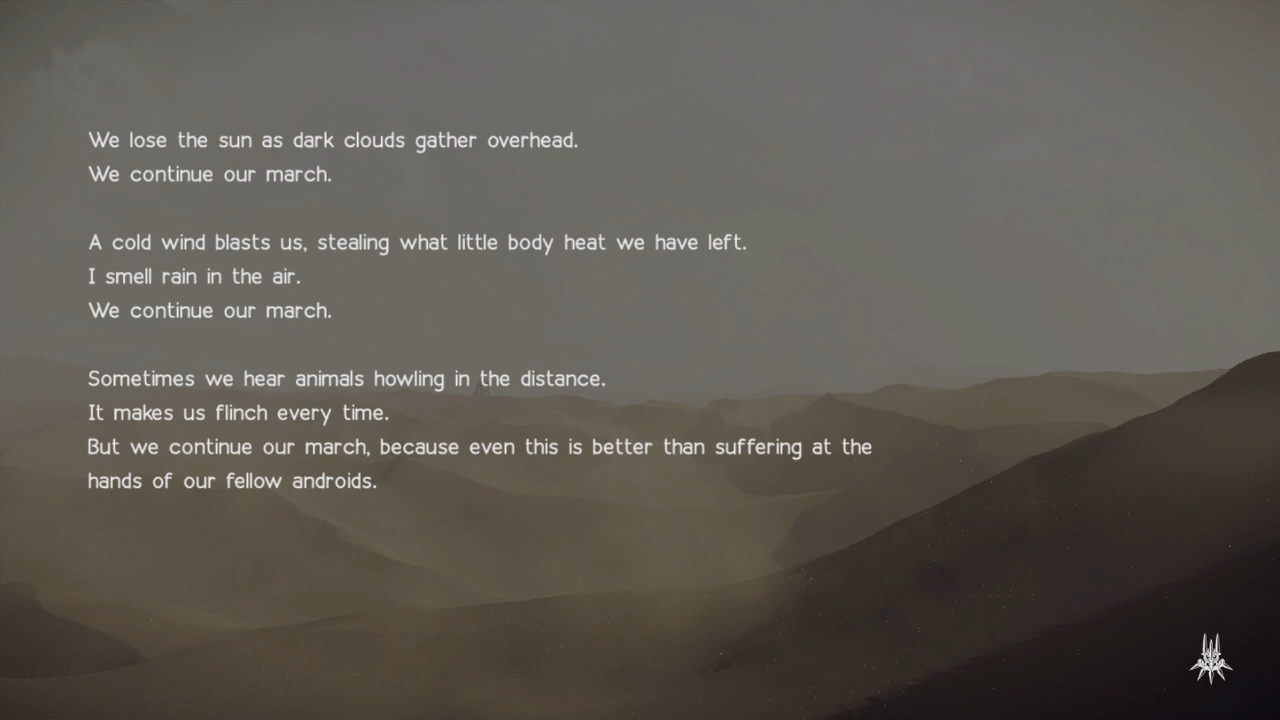 We lose the sun as dark clouds gather overhead.
We continue our march.
A cold wind blasts us, stealing what little body heat we have left.
I smell rain in the air.
We continue our march.
Sometimes we hear animals howling in the distance.
It makes us flinch every time.
But we continue our march, because even this is better than suffering at the
hands of our fellow androids.